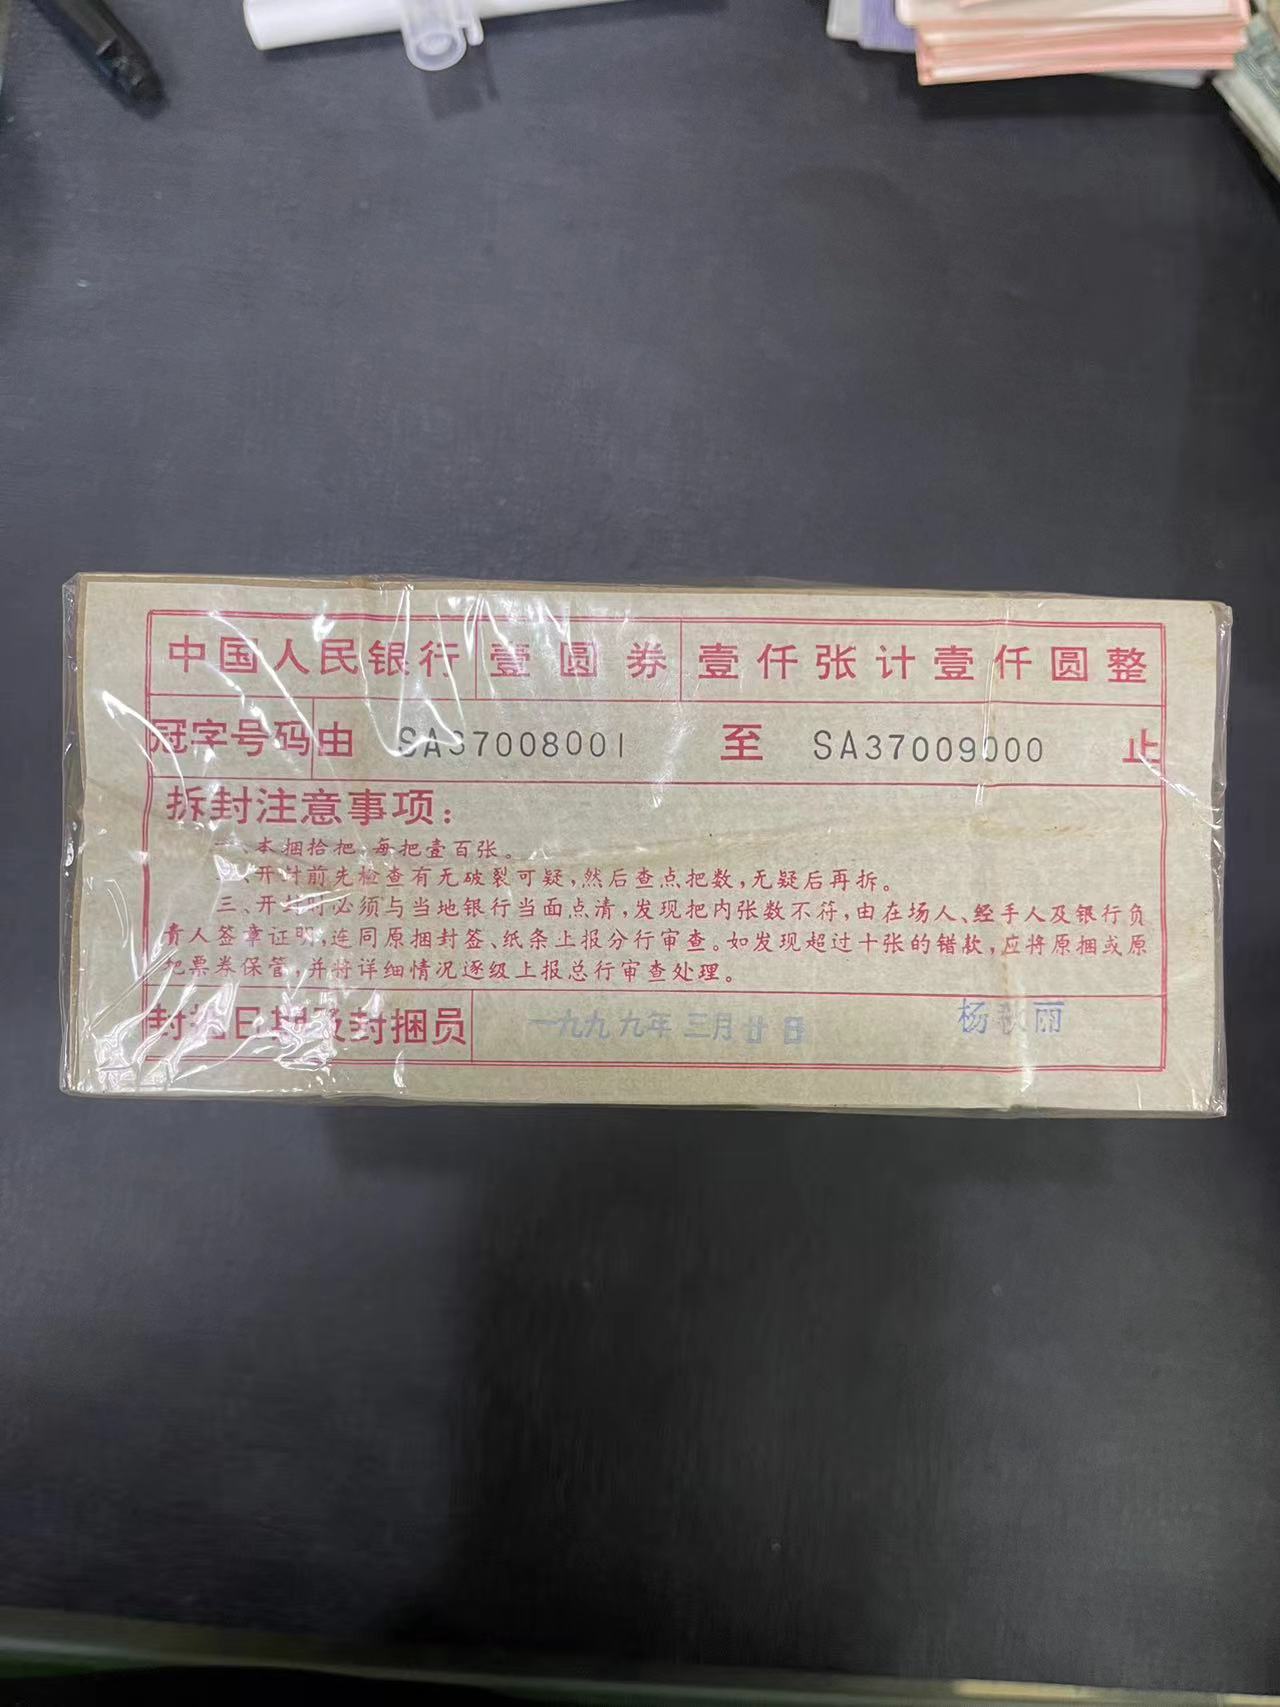 中国人民银行 壹圆券 壹仟张计壹仟圆整
冠字号码 由 SA37008001 至 SA37009000 止
拆封注意事项：
一、本捆拾把,每把壹百张。
二、开封前先检查有无破裂可疑,然后查点把数,无疑后再拆。
三、开封时必须与当地银行当面点清,发现把内张数不符,由在场人、经手人及银行负
责人签章证明,连同原捆封签、纸条上报分行审查。如发现超过十张的错款,应将原捆或原
把票券保管,并将详细情况逐级上报总行审查处理。
封捆日期及封捆员 一九九九年三月廿日 杨秋丽